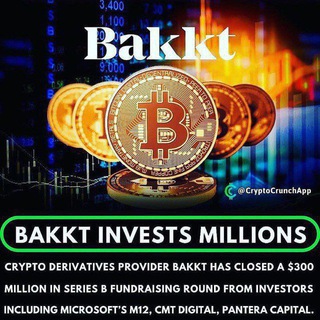 Bakkt
@CryptoCrunchApp
BAKKT INVESTS MILLIONS
CRYPTO DERIVATIVES PROVIDER BAKKT HAS CLOSED A $300
MILLION IN SERIES B FUNDRAISING ROUND FROM INVESTORS
INCLUDING MICROSOFT'S M12, CMT DIGITAL, PANTERA CAPITAL.